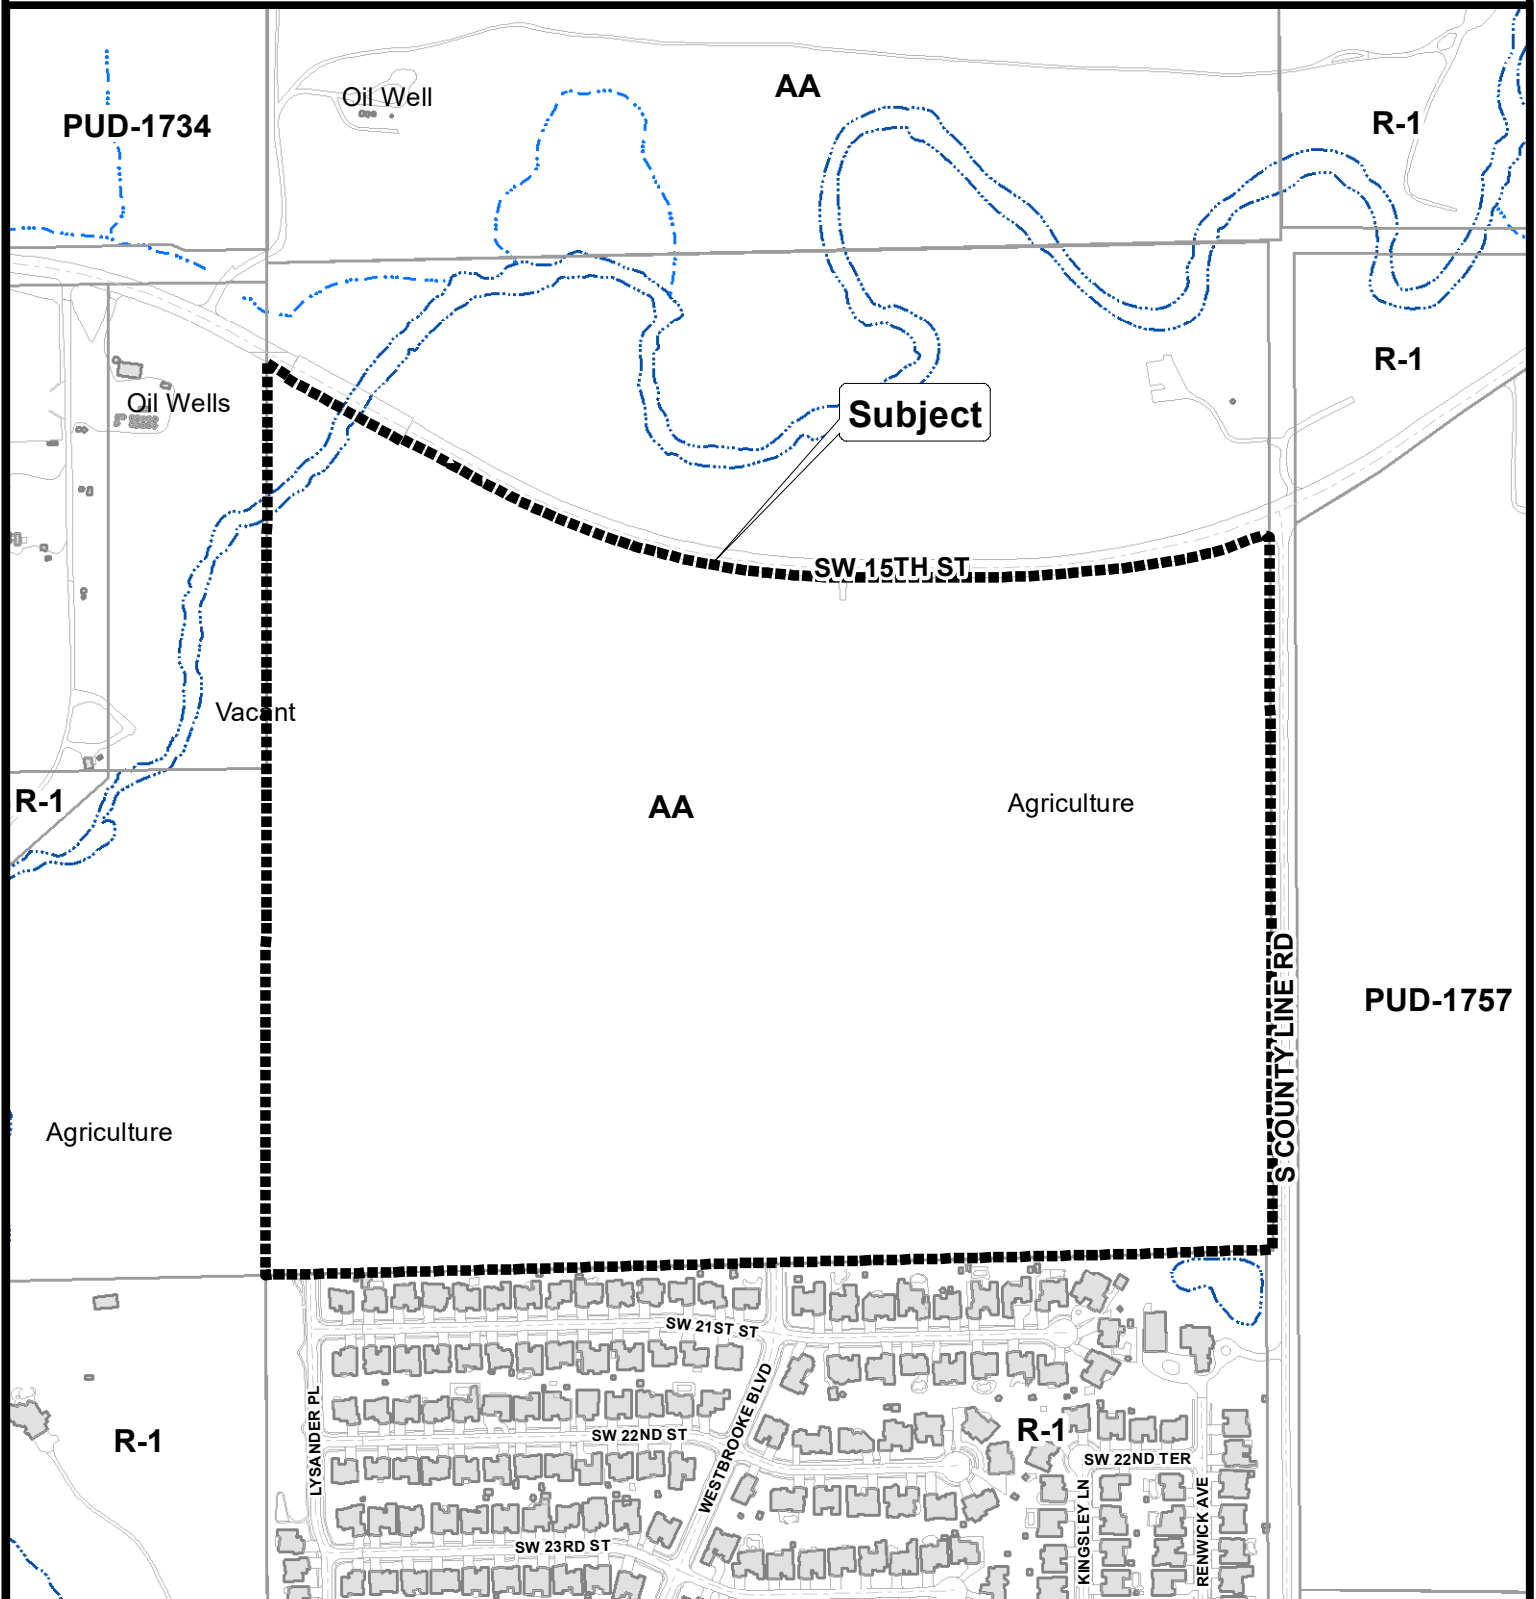 AA
Oil Well
R-1
PUD-1734
R-1
Oil Wells
Subject
SW 15TH ST
Vacant
R-1
AA
Agriculture
PUD-1757
S COUNTY LINE RD
Agriculture
SW 21ST ST
LYSANDER PL
WESTBROOKE BLVD
R-1
SW 22ND ST
R-1
SW 22ND TER
KINGSLEY LN
RENWICK AVE
SW 23RD ST